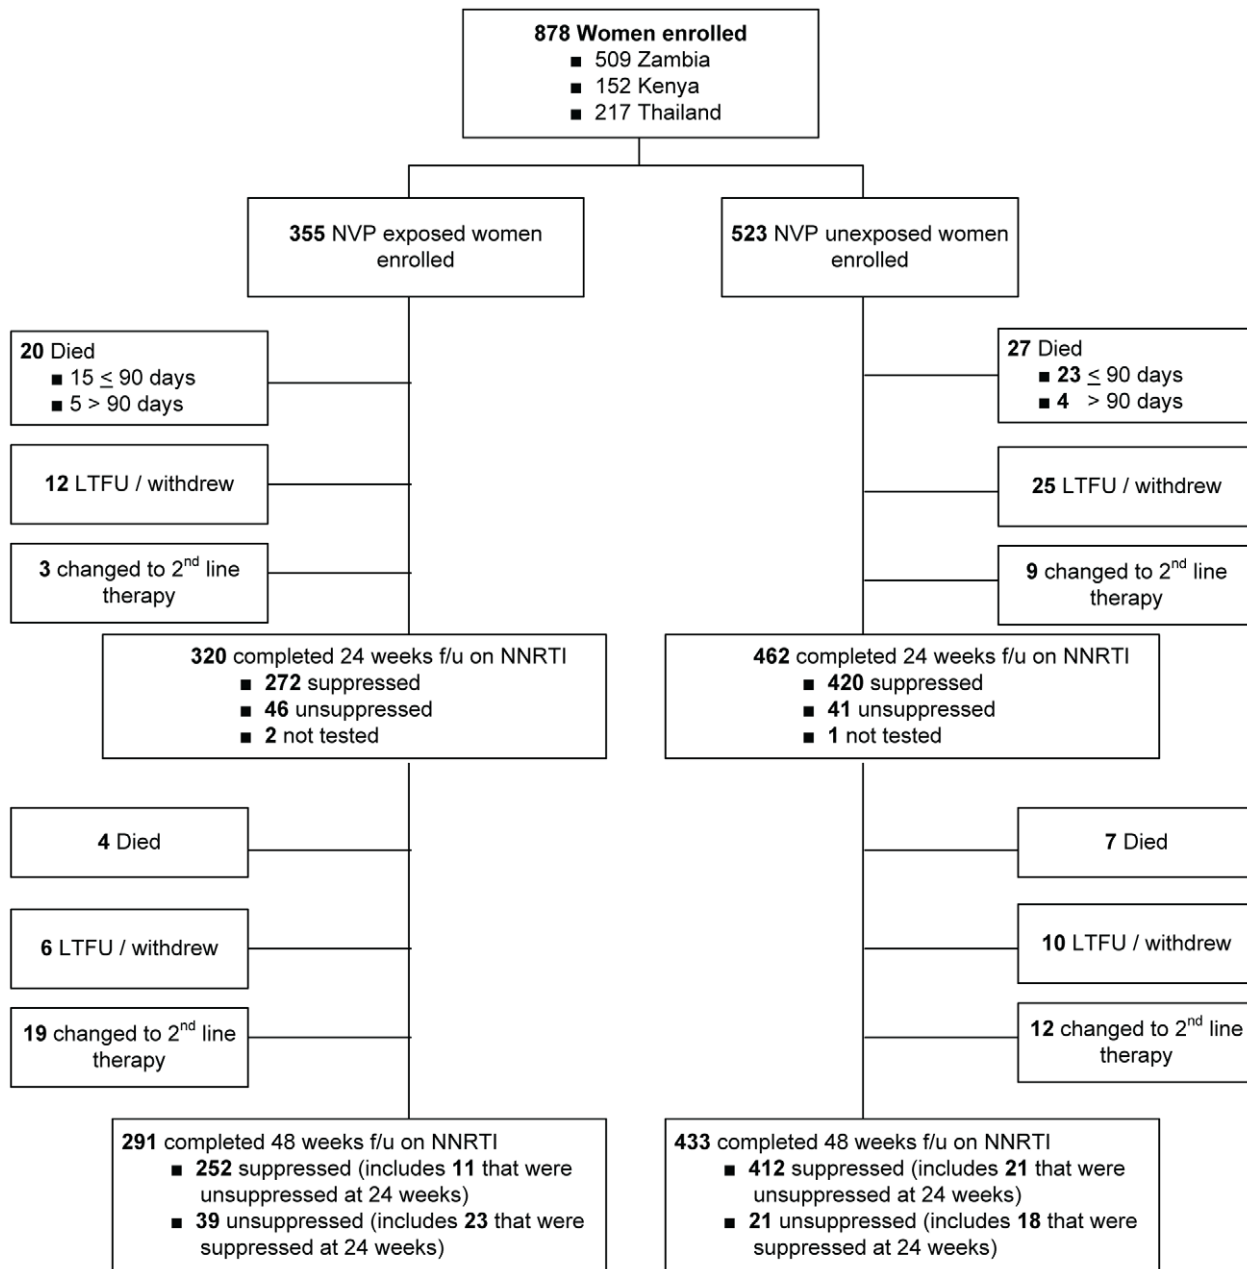 878 Women enrolled
■ 509 Zambia
■ 152 Kenya
■ 217 Thailand
355 NVP exposed women
enrolled
523 NVP unexposed women
enrolled
20 Died
■ 15 ≤ 90 days
■ 5 > 90 days
27 Died
■ 23 ≤ 90 days
■ 4 > 90 days
12 LTFU / withdrew
25 LTFU / withdrew
3 changed to 2nd line
therapy
9 changed to 2nd line
therapy
320 completed 24 weeks f/u on NNRTI
■ 272 suppressed
■ 46 unsuppressed
■ 2 not tested
462 completed 24 weeks f/u on NNRTI
■ 420 suppressed
■ 41 unsuppressed
■ 1 not tested
4 Died
7 Died
6 LTFU / withdrew
10 LTFU / withdrew
19 changed to 2nd line
therapy
12 changed to 2nd line
therapy
291 completed 48 weeks f/u on NNRTI
■ 252 suppressed (includes 11 that were
unsuppressed at 24 weeks)
■ 39 unsuppressed (includes 23 that were
suppressed at 24 weeks)
433 completed 48 weeks f/u on NNRTI
■ 412 suppressed (includes 21 that were
unsuppressed at 24 weeks)
■ 21 unsuppressed (includes 18 that were
suppressed at 24 weeks)